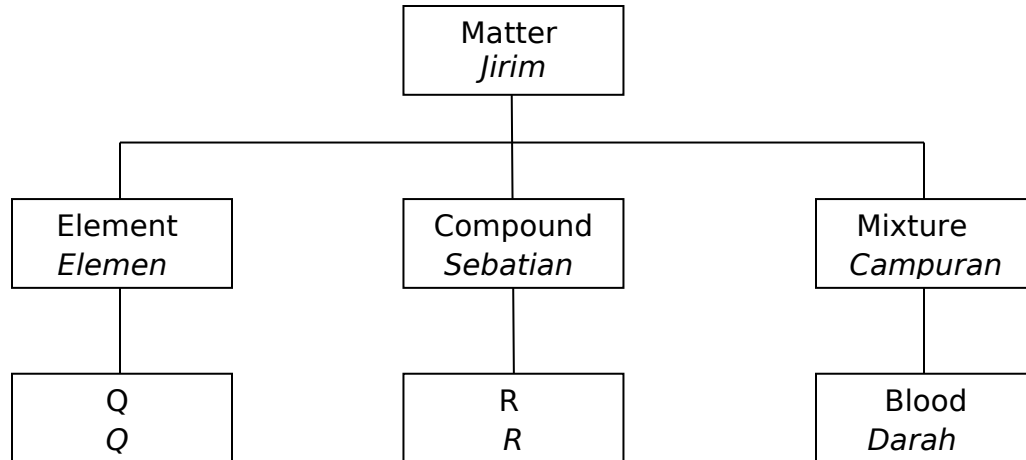 Matter
Jirim
Element
Elemen
Compound
Sebatian
Mixture
Campuran
Q
Q
R
R
Blood
Darah